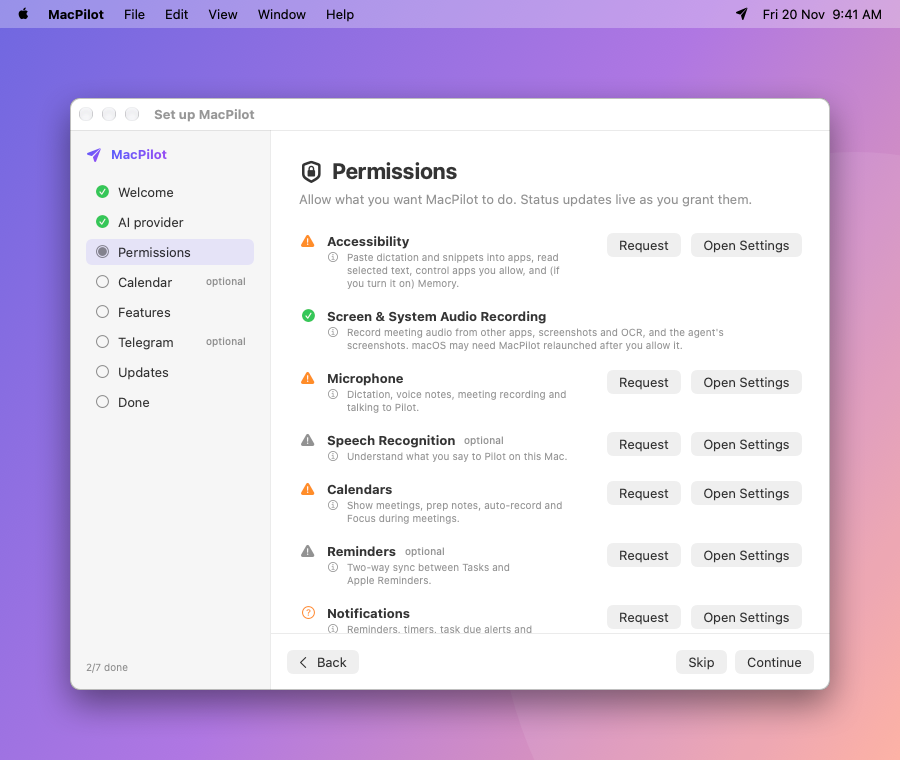 MacPilot File Edit View Window Help Fri 20 Nov 9:41 AM
Set up MacPilot
MacPilot
Welcome
AI provider
Permissions
Calendar optional
Features
Telegram optional
Updates
Done
2/7 done
Permissions
Allow what you want MacPilot to do. Status updates live as you grant them.
Accessibility
Paste dictation and snippets into apps, read
selected text, control apps you allow, and (if
you turn it on) Memory.
Request Open Settings
Screen & System Audio Recording
Record meeting audio from other apps, screenshots and OCR, and the agent's
screenshots. macOS may need MacPilot relaunched after you allow it.
Microphone
Dictation, voice notes, meeting recording and
talking to Pilot.
Request Open Settings
Speech Recognition optional
Understand what you say to Pilot on this Mac.
Request Open Settings
Calendars
Show meetings, prep notes, auto-record and
Focus during meetings.
Request Open Settings
Reminders optional
Two-way sync between Tasks and
Apple Reminders.
Request Open Settings
Notifications
Reminders, timers, task due alerts and
Request Open Settings
Back Skip Continue